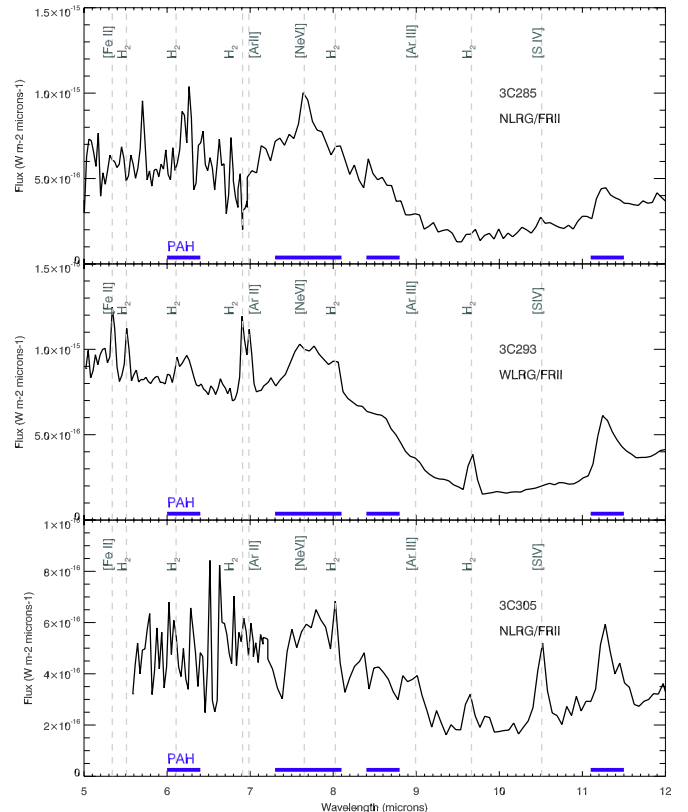 1.5×10⁻¹⁵
[Fe II] H₂ H₂ H₂ [ArII] [NeVI] H₂ [Ar III] H₂ [S IV]
Flux (W m-2 microns-1)
1.0×10⁻¹⁵
3C285
NLRG/FRII
5.0×10⁻¹⁶
PAH
0
1.5×10⁻¹⁵
[Fe II] H₂ H₂ H₂ [Ar II] [NeVI] H₂ [Ar III] H₂ [SIV]
Flux (W m-2 microns-1)
1.0×10⁻¹⁵
3C293
WLRG/FRII
5.0×10⁻¹⁶
PAH
0
1×10⁻¹⁵
[Fe II] H₂ H₂ H₂ [Ar II] [NeVI] H₂ [Ar III] H₂ [SIV]
Flux (W m-2 microns-1)
8×10⁻¹⁶
3C305
NLRG/FRII
6×10⁻¹⁶
4×10⁻¹⁶
2×10⁻¹⁶
PAH
0
5 6 7 8 9 10 11 12
Wavelength (microns)